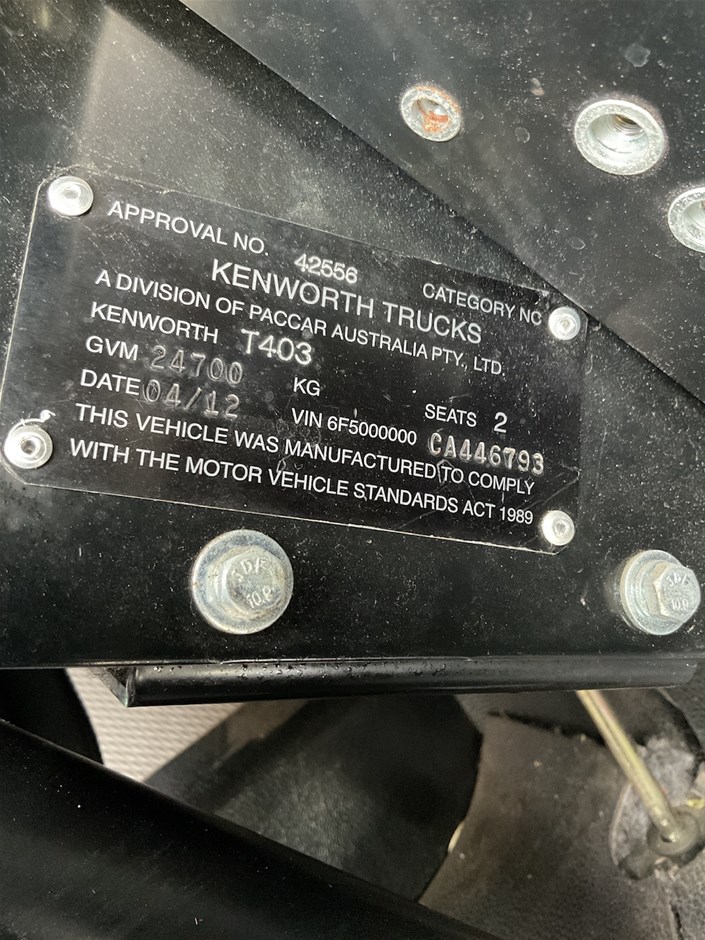 APPROVAL NO. 42556 CATEGORY NC
KENWORTH TRUCKS
A DIVISION OF PACCAR AUSTRALIA PTY., LTD.
KENWORTH T403
GVM 24700 KG SEATS 2
DATE 04/12 VIN 6F5000000 CA446793
THIS VEHICLE WAS MANUFACTURED TO COMPLY
WITH THE MOTOR VEHICLE STANDARDS ACT 1989
10.9